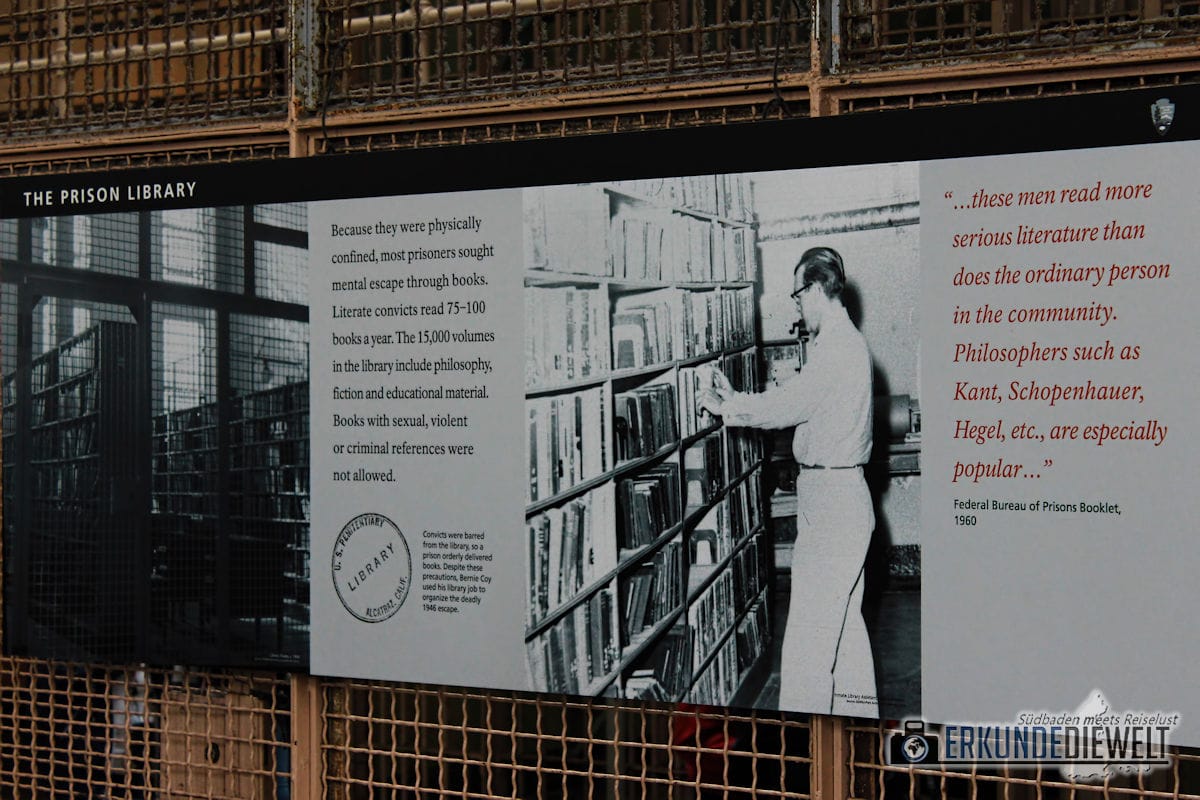 THE PRISON LIBRARY
Because they were physically
confined, most prisoners sought
mental escape through books.
Literate convicts read 75–100
books a year. The 15,000 volumes
in the library include philosophy,
fiction and educational material.
Books with sexual, violent
or criminal references were
not allowed.
U. S. PENITENTIARY
LIBRARY
ALCATRAZ, CALIF.
Convicts were barred
from the library, so a
prison orderly delivered
books. Despite these
precautions, Bernie Coy
used his library job to
organize the deadly
1946 escape.
“...these men read more
serious literature than
does the ordinary person
in the community.
Philosophers such as
Kant, Schopenhauer,
Hegel, etc., are especially
popular...”
Federal Bureau of Prisons Booklet,
1960
Südbaden meets Reiselust
ERKUNDEDIEWELT